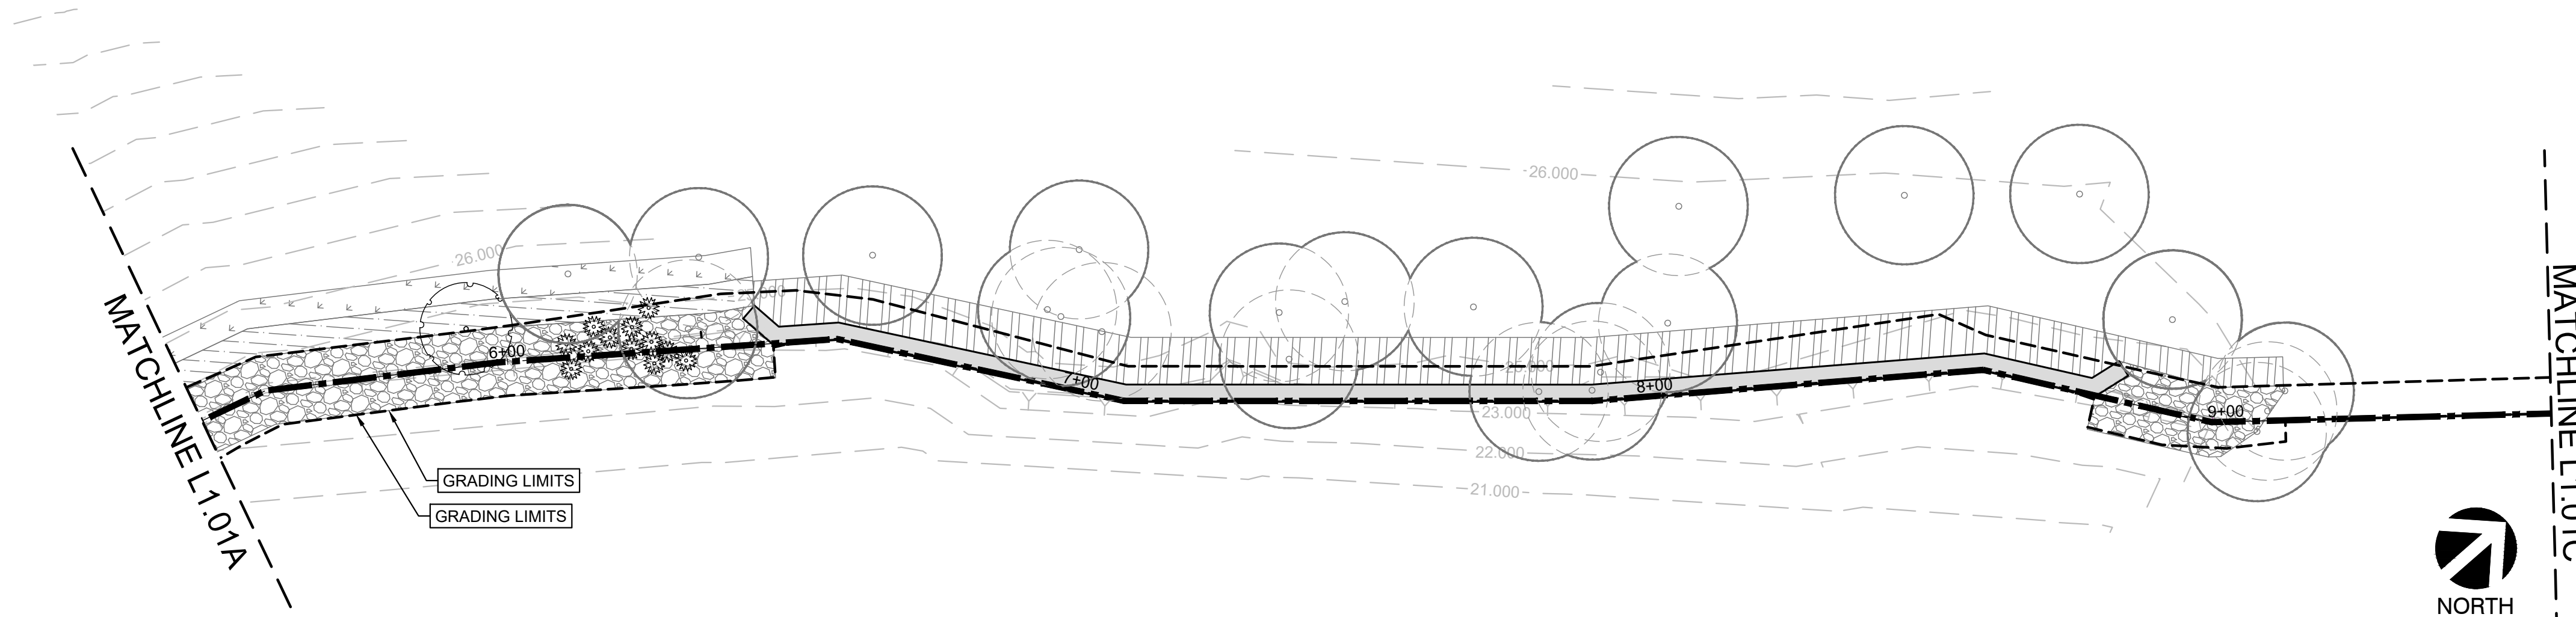 26.000
26.000
6+00
7+00
8+00
23.000
9+00
22.000
21.000
GRADING LIMITS
GRADING LIMITS
MATCHLINE L1.01A
MATCHLINE L1.01C
NORTH